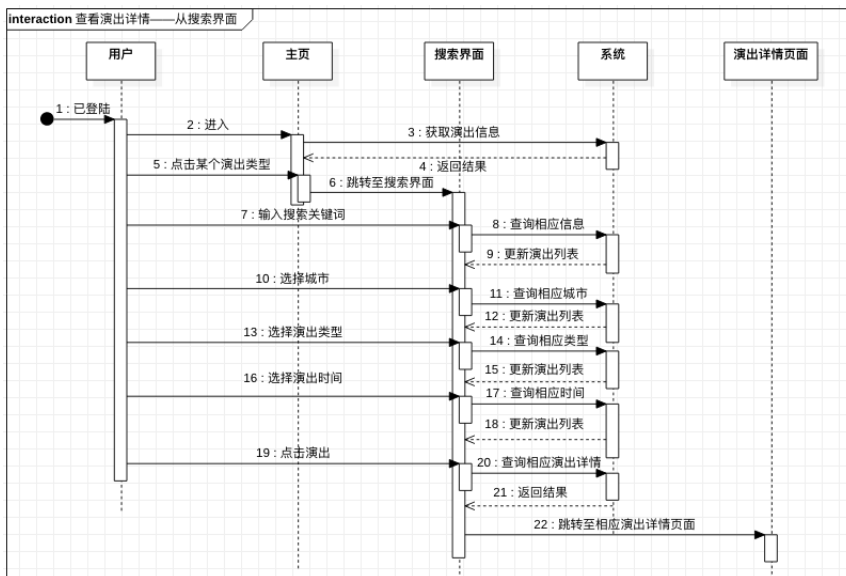 interaction 查看演出详情——从搜索界面
用户
主页
搜索界面
系统
演出详情页面
1 : 已登陆
2 : 进入
3 : 获取演出信息
4 : 返回结果
5 : 点击某个演出类型
6 : 跳转至搜索界面
7 : 输入搜索关键词
8 : 查询相应信息
9 : 更新演出列表
10 : 选择城市
11 : 查询相应城市
12 : 更新演出列表
13 : 选择演出类型
14 : 查询相应类型
15 : 更新演出列表
16 : 选择演出时间
17 : 查询相应时间
18 : 更新演出列表
19 : 点击演出
20 : 查询相应演出详情
21 : 返回结果
22 : 跳转至相应演出详情页面